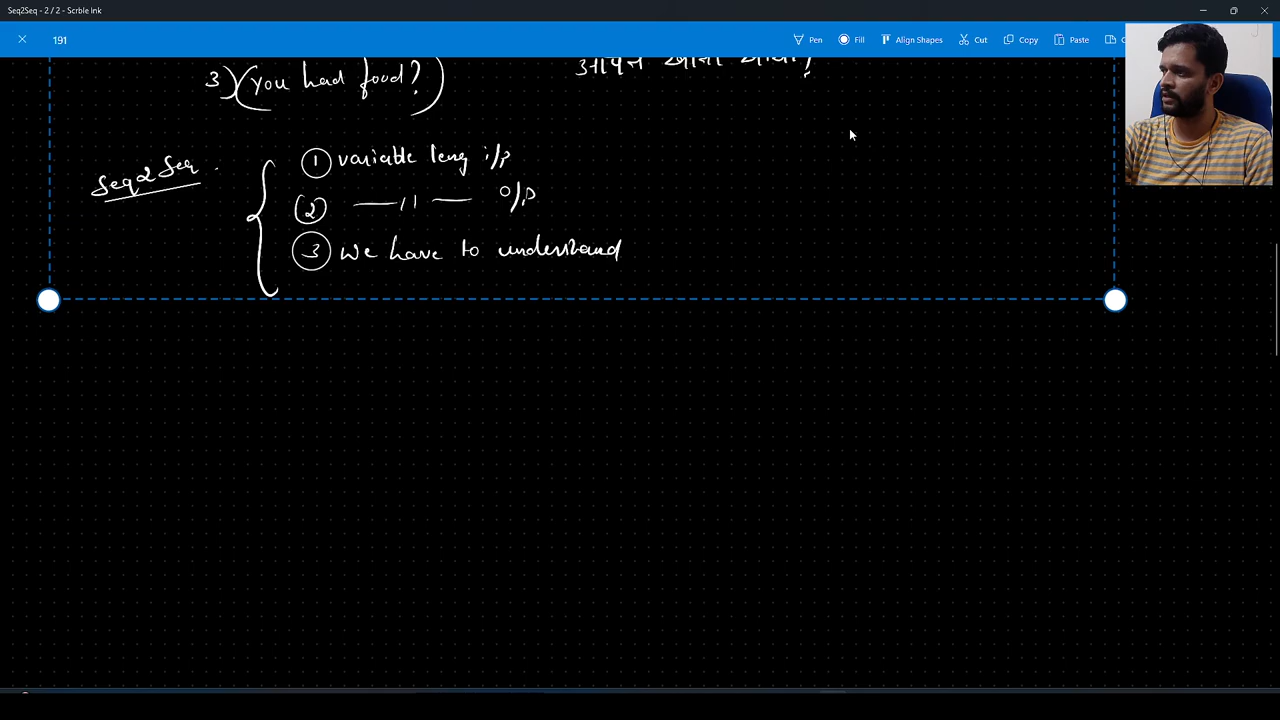 Seq2Seq - 2 / 2 - Scrble Ink
191
Pen
Fill
Align Shapes
Cut
Copy
Paste
3) (you had food?)
आपने खाना खाया?
Seq2Seq.
1 variable leng i/p
2 —— 11 —— o/p
3 We have to understand